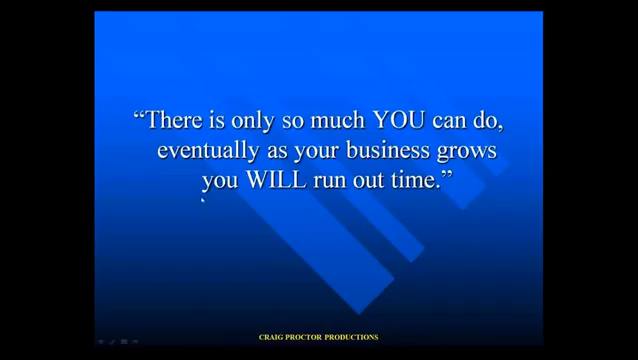 “There is only so much YOU can do,
eventually as your business grows
you WILL run out time.”
CRAIG PROCTOR PRODUCTIONS